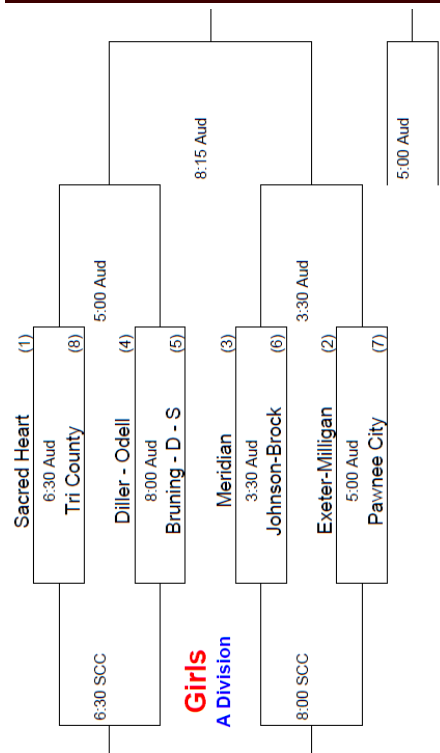 Sacred Heart (1)
6:30 Aud
Tri County (8)
5:00 Aud
Diller - Odell (4)
8:00 Aud
Bruning - D - S (5)
6:30 SCC
8:15 Aud
Girls
A Division
Meridian (3)
3:30 Aud
Johnson-Brock (6)
3:30 Aud
Exeter-Milligan (2)
5:00 Aud
Pawnee City (7)
8:00 SCC
5:00 Aud